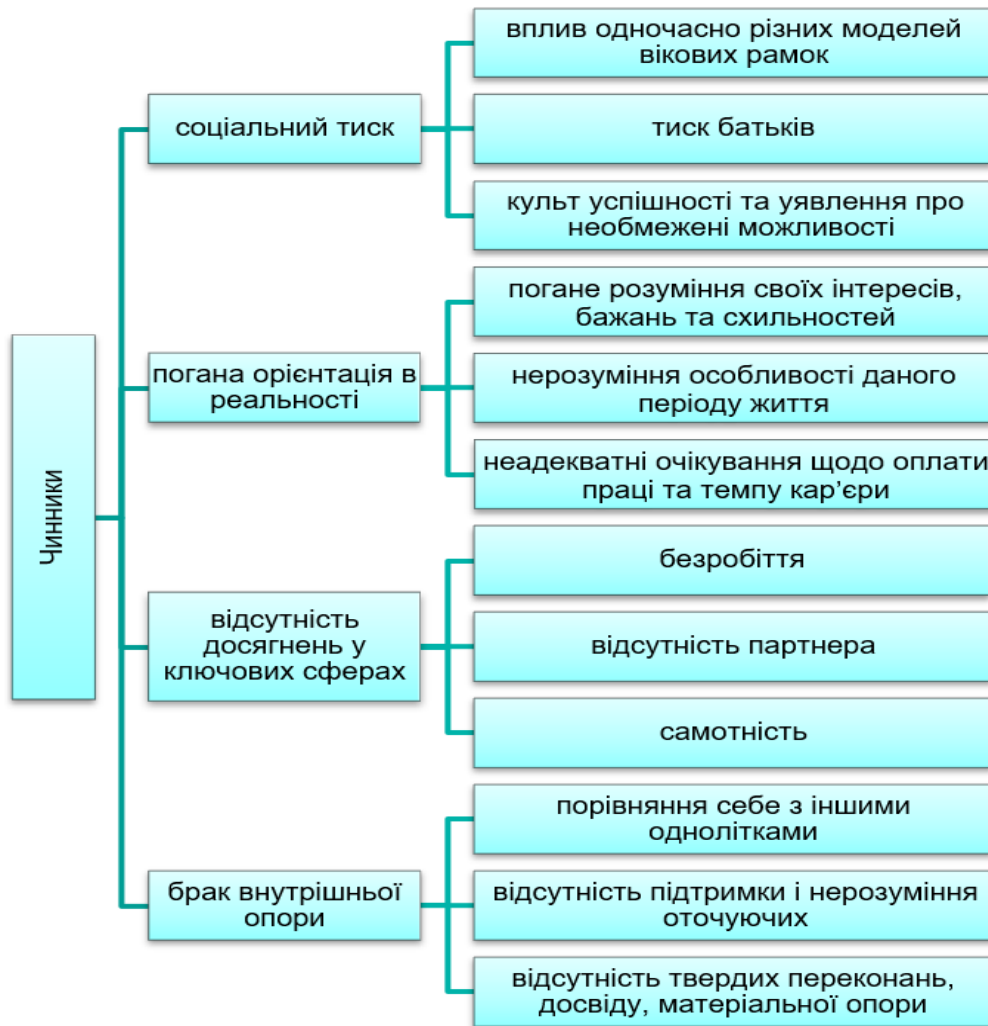 Чинники
соціальний тиск
вплив одночасно різних моделей
вікових рамок
тиск батьків
культ успішності та уявлення про
необмежені можливості
погана орієнтація в
реальності
погане розуміння своїх інтересів,
бажань та схильностей
нерозуміння особливості даного
періоду життя
неадекватні очікування щодо оплати
праці та темпу кар’єри
відсутність
досягнень у
ключових сферах
безробіття
відсутність партнера
самотність
брак внутрішньої
опори
порівняння себе з іншими
однолітками
відсутність підтримки і нерозуміння
оточуючих
відсутність твердих переконань,
досвіду, матеріальної опори